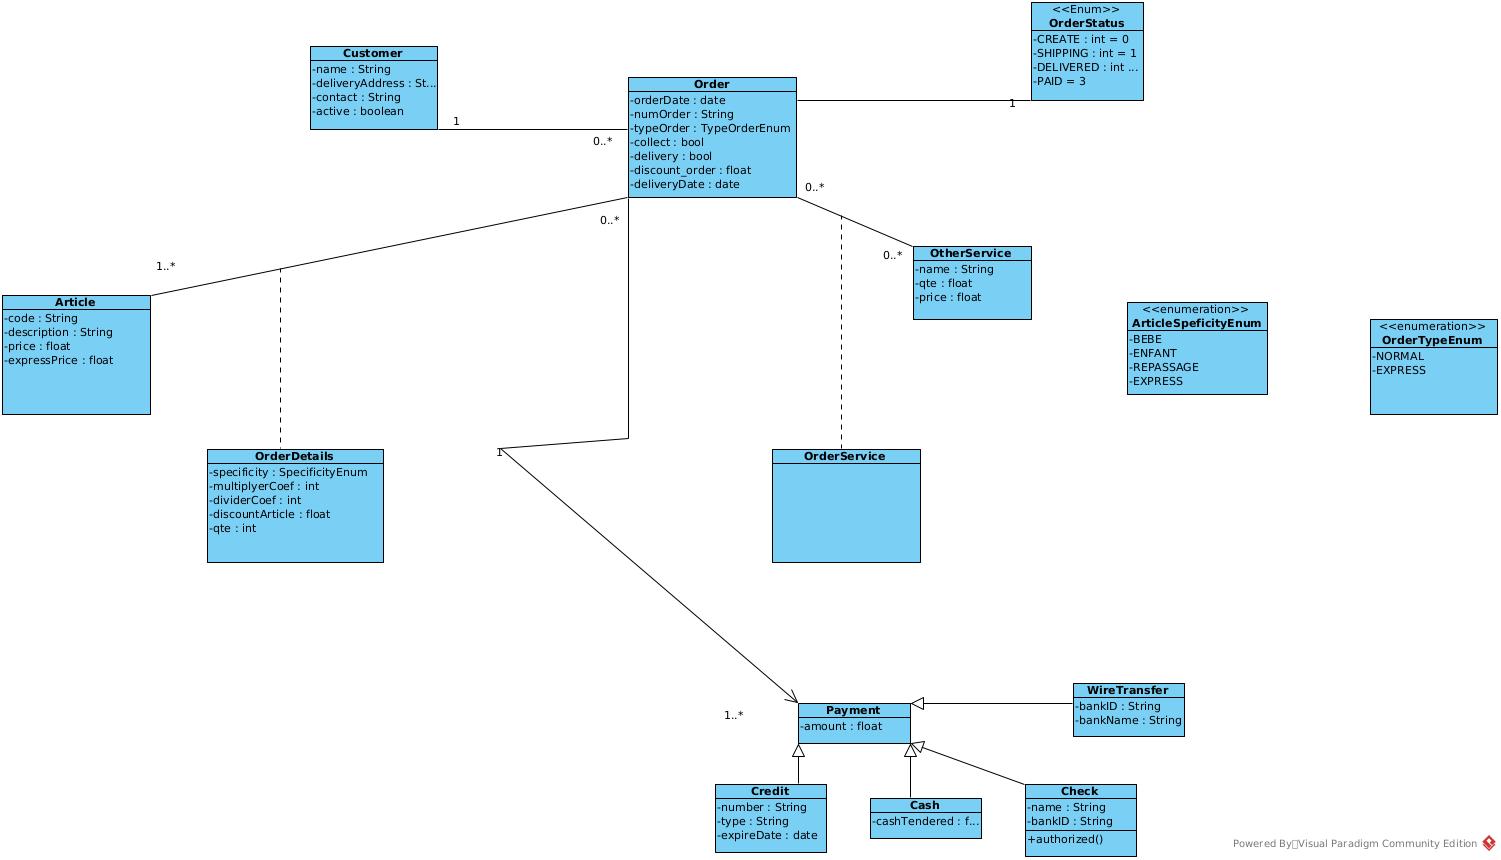 <<Enum>>
OrderStatus
-CREATE : int = 0
-SHIPPING : int = 1
-DELIVERED : int ...
-PAID = 3
1
Customer
-name : String
-deliveryAddress : St...
-contact : String
-active : boolean
1
0..*
Order
-orderDate : date
-numOrder : String
-typeOrder : TypeOrderEnum
-collect : bool
-delivery : bool
-discount_order : float
-deliveryDate : date
0..*
0..*
0..*
1..*
OtherService
-name : String
-qte : float
-price : float
Article
-code : String
-description : String
-price : float
-expressPrice : float
<<enumeration>>
ArticleSpeficityEnum
-BEBE
-ENFANT
-REPASSAGE
-EXPRESS
<<enumeration>>
OrderTypeEnum
-NORMAL
-EXPRESS
OrderDetails
-specificity : SpecificityEnum
-multiplyerCoef : int
-dividerCoef : int
-discountArticle : float
-qte : int
1
OrderService
1..*
Payment
-amount : float
WireTransfer
-bankID : String
-bankName : String
Credit
-number : String
-type : String
-expireDate : date
Cash
-cashTendered : f...
Check
-name : String
-bankID : String
+authorized()
Powered By Visual Paradigm Community Edition